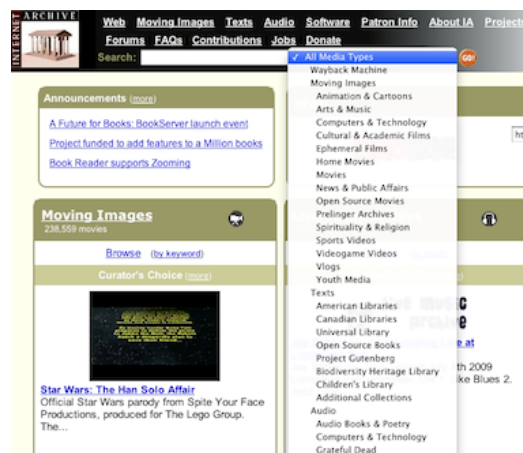 INTERNET
ARCHIVE
Web Moving Images Texts Audio Software Patron Info About IA Projects
Forums FAQs Contributions Jobs Donate
Search:
GO!
✓ All Media Types
Wayback Machine
Moving Images
Animation & Cartoons
Arts & Music
Computers & Technology
Cultural & Academic Films
Ephemeral Films
Home Movies
Movies
News & Public Affairs
Open Source Movies
Prelinger Archives
Spirituality & Religion
Sports Videos
Videogame Videos
Vlogs
Youth Media
Texts
American Libraries
Canadian Libraries
Universal Library
Open Source Books
Project Gutenberg
Biodiversity Heritage Library
Children's Library
Additional Collections
Audio
Audio Books & Poetry
Computers & Technology
Grateful Dead
Announcements (more)
A Future for Books: BookServer launch event
Project funded to add features to a Million books
Book Reader supports Zooming
Moving Images
238,559 movies
Browse (by keyword)
Curator's Choice (more)
Star Wars: The Han Solo Affair
Official Star Wars parody from Spite Your Face
Productions, produced for The Lego Group.
The...
at
2009
ke Blues 2.